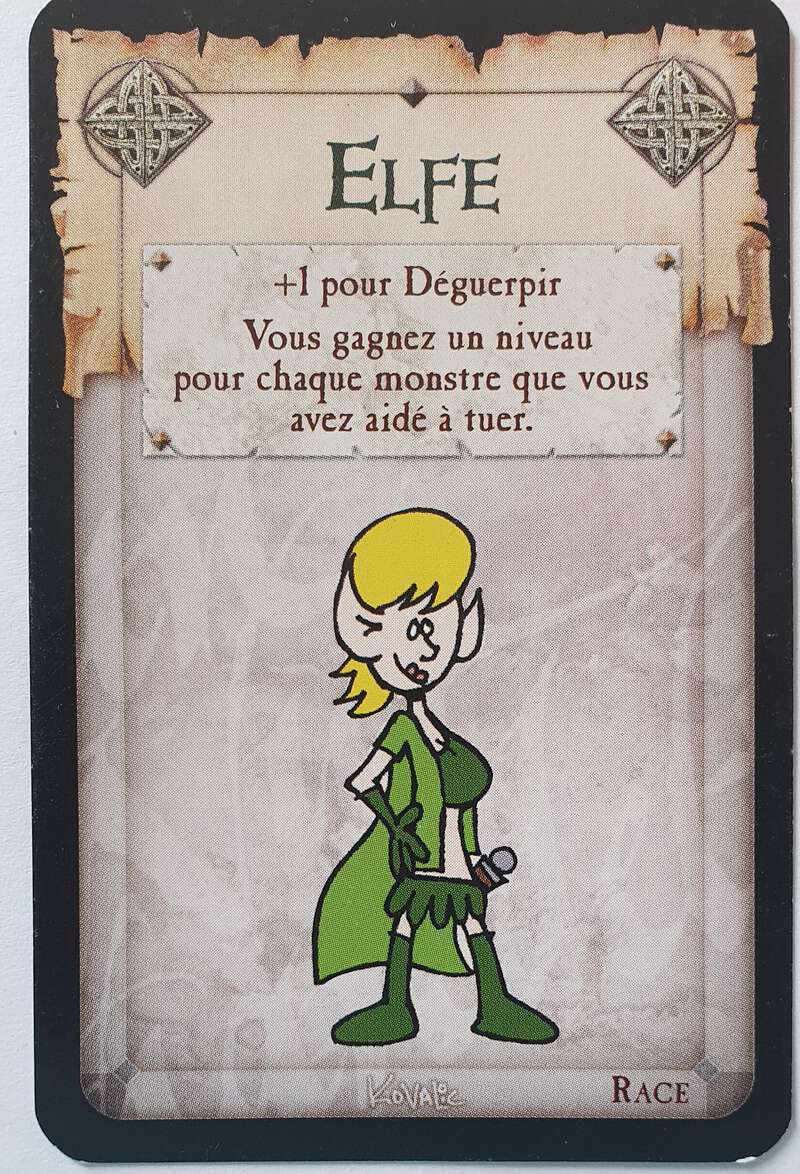 Elfe
+1 pour Déguerpir
Vous gagnez un niveau
pour chaque monstre que vous
avez aidé à tuer.
Kovalic
Race